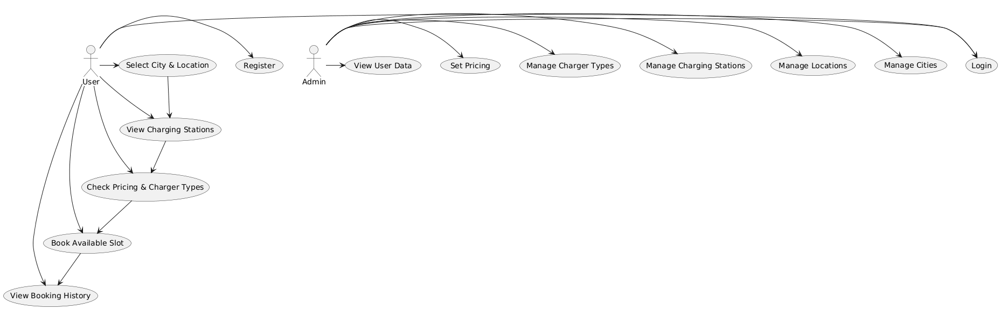 User
Select City & Location
Register
Admin
View User Data
Set Pricing
Manage Charger Types
Manage Charging Stations
Manage Locations
Manage Cities
Login
View Charging Stations
Check Pricing & Charger Types
Book Available Slot
View Booking History